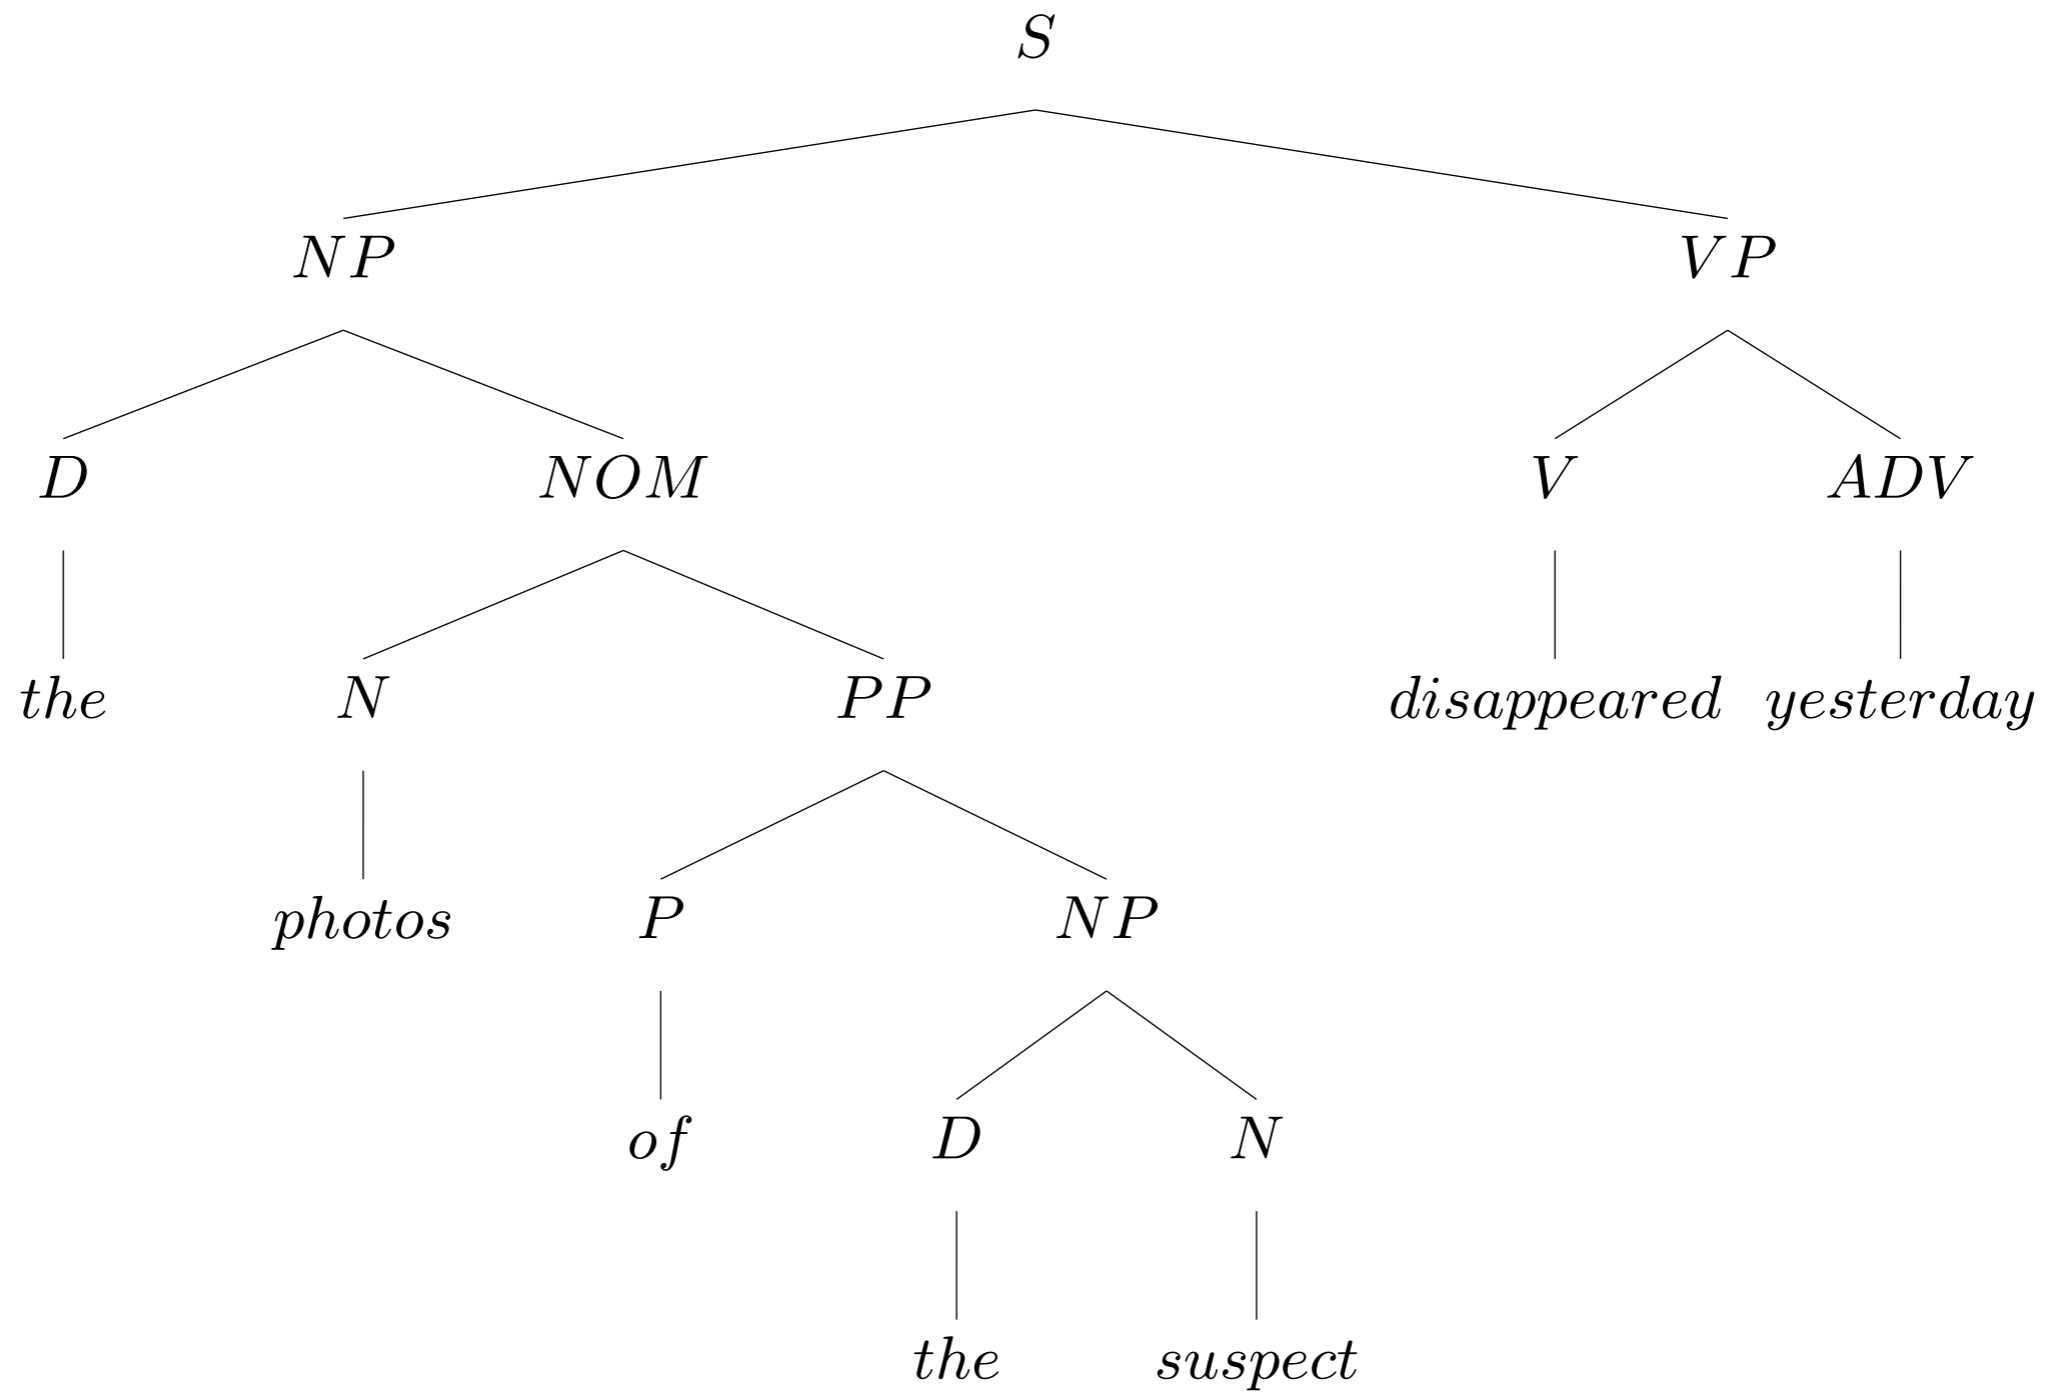 S
NP VP
D NOM V ADV
the N PP disappeared yesterday
photos P NP
of D N
the suspect